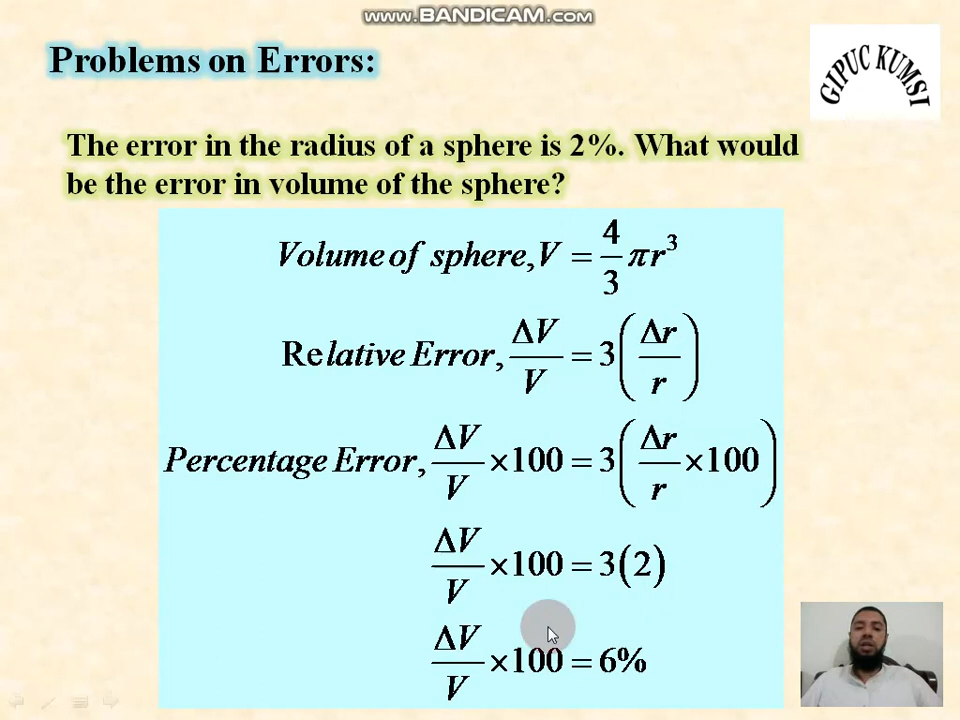 www.BANDICAM.com
Problems on Errors:
GIPUC KUMSI
The error in the radius of a sphere is 2%. What would
be the error in volume of the sphere?
Volume of sphere, V = 4/3 πr³
Relative Error, ΔV/V = 3(Δr/r)
Percentage Error, ΔV/V ×100 = 3(Δr/r ×100)
ΔV/V ×100 = 3(2)
ΔV/V ×100 = 6%